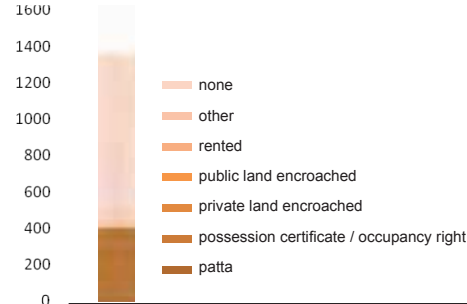 1600
1400
1200
1000
800
600
400
200
0
none
other
rented
public land encroached
private land encroached
possession certificate / occupancy right
patta